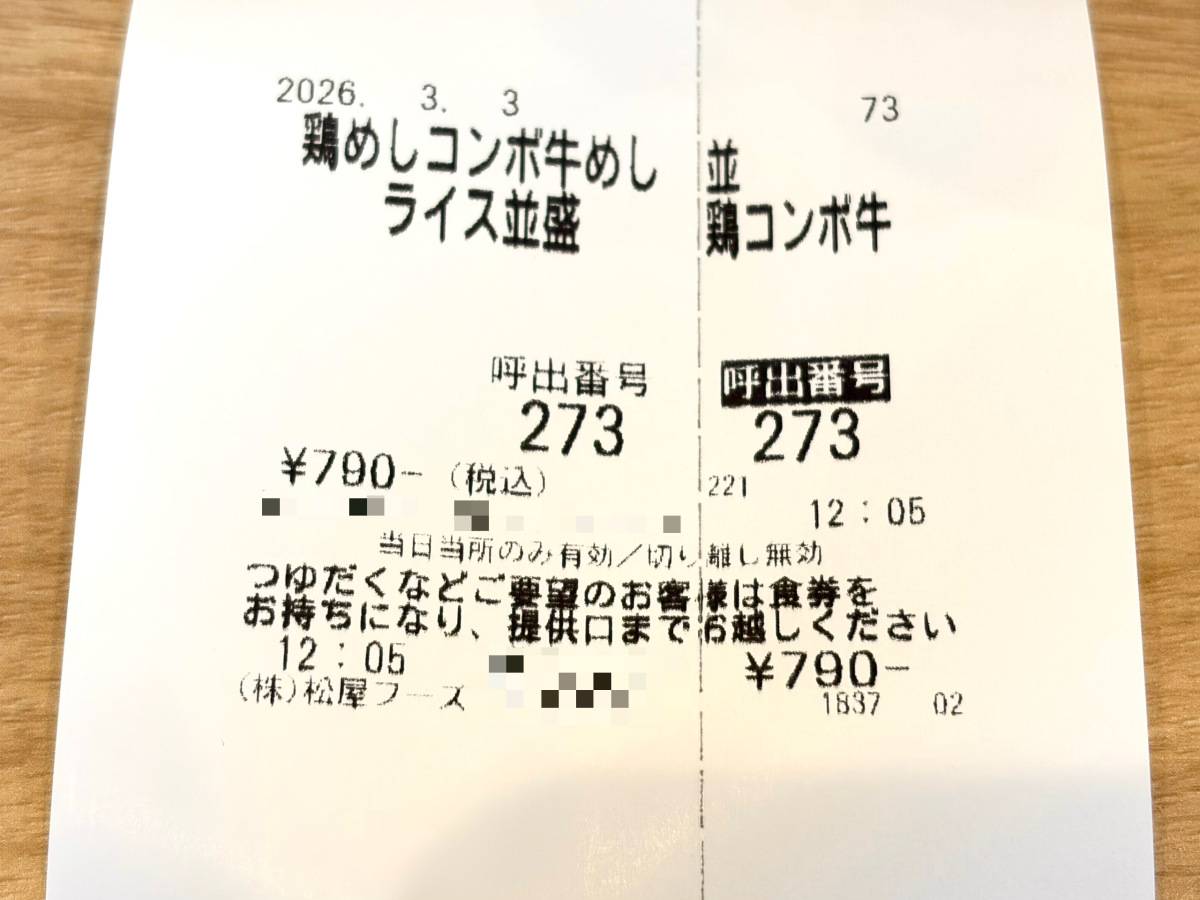 2026. 3. 3 73
鶏めしコンボ牛めし 並
ライス並盛 鶏コンボ牛
呼出番号 呼出番号
273 273
¥790-(税込) 221
12:05
当日当所のみ有効/切り離し無効
つゆだくなどご要望のお客様は食券を
お持ちになり、提供口までお越しください
12:05 ¥790-
(株)松屋フーズ 1837 02